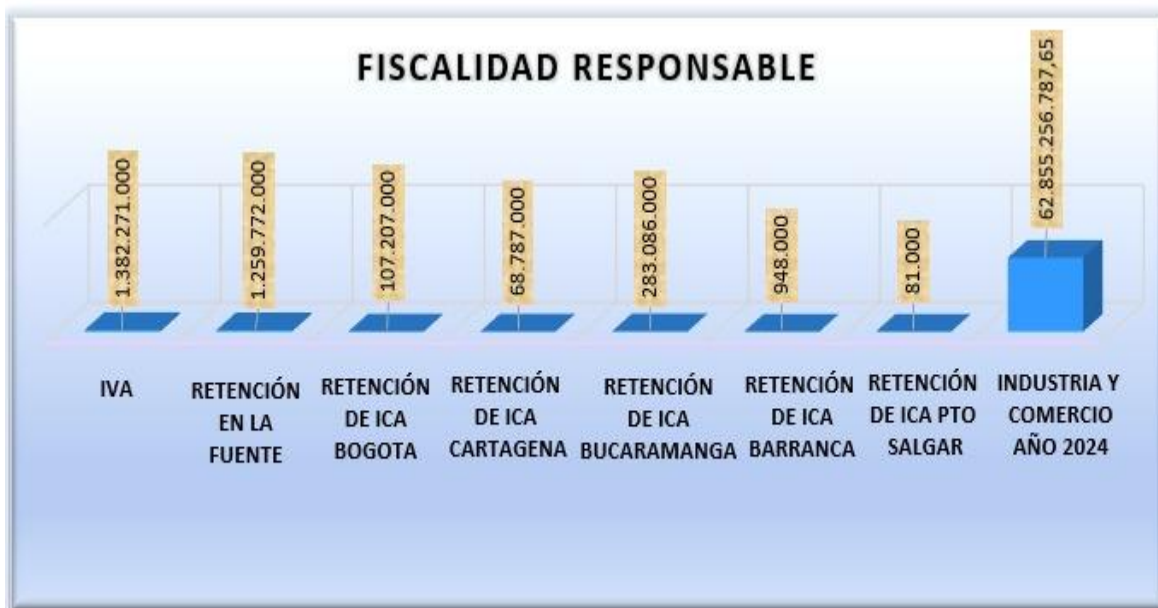 FISCALIDAD RESPONSABLE
1.382.271.000
1.259.772.000
107.207.000
68.787.000
283.086.000
948.000
81.000
62.855.256.787,65
IVA
RETENCIÓN
EN LA
FUENTE
RETENCIÓN
DE ICA
BOGOTA
RETENCIÓN
DE ICA
CARTAGENA
RETENCIÓN
DE ICA
BUCARAMANGA
RETENCIÓN
DE ICA
BARRANCA
RETENCIÓN
DE ICA PTO
SALGAR
INDUSTRIA Y
COMERCIO
AÑO 2024